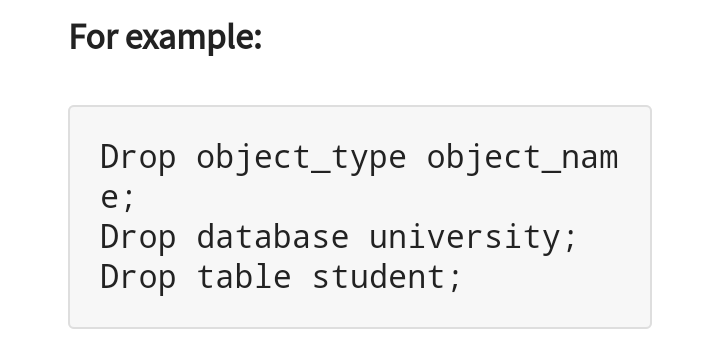 For example:
Drop object_type object_nam
e;
Drop database university;
Drop table student;